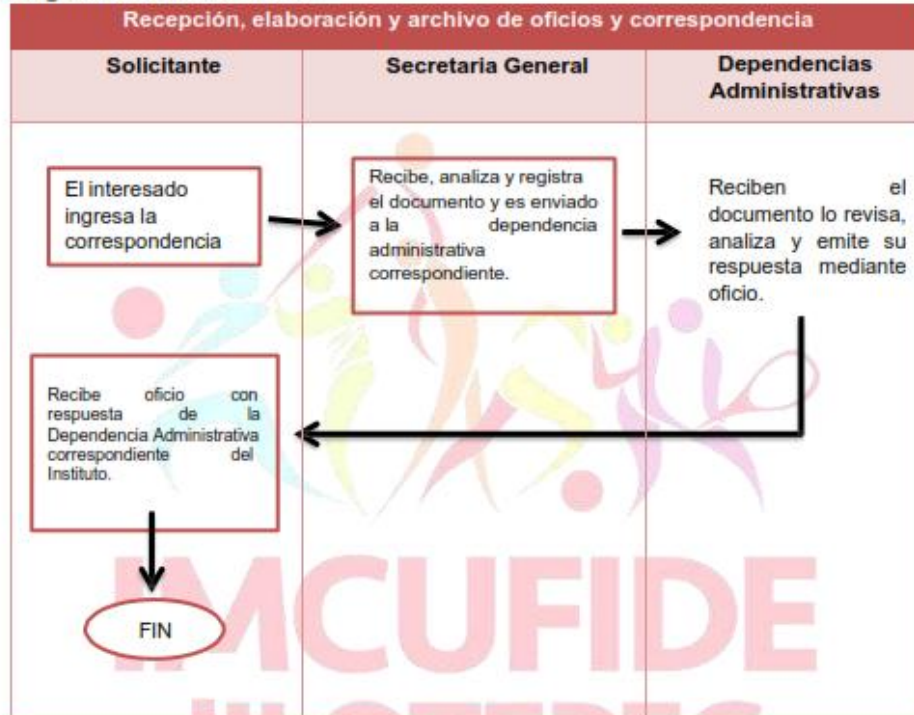 Recepción, elaboración y archivo de oficios y correspondencia
Solicitante
Secretaria General
Dependencias
Administrativas
El interesado
ingresa la
correspondencia
Recibe, analiza y registra
el documento y es enviado
a la dependencia
administrativa
correspondiente.
Reciben el
documento lo revisa,
analiza y emite su
respuesta mediante
oficio.
Recibe oficio con
respuesta de la
Dependencia Administrativa
correspondiente del
Instituto.
FIN
IMCUFIDE